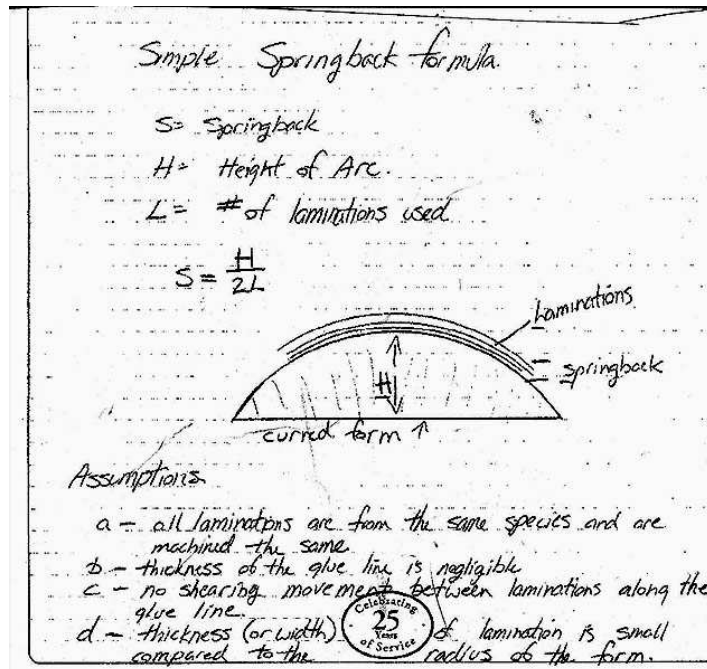 Simple Springback formula.
S= Springback
H= Height of Arc.
L= # of laminations used
S = H/2L
Laminations
springback
H
curved form ↑
Assumptions
a - all laminations are from the same species and are
machined the same
b - thickness of the glue line is negligible
c - no shearing movement between laminations along the
glue line.
d - thickness (or width) of lamination is small
compared to the radius of the form.
Celebrating
25
Years
of Service